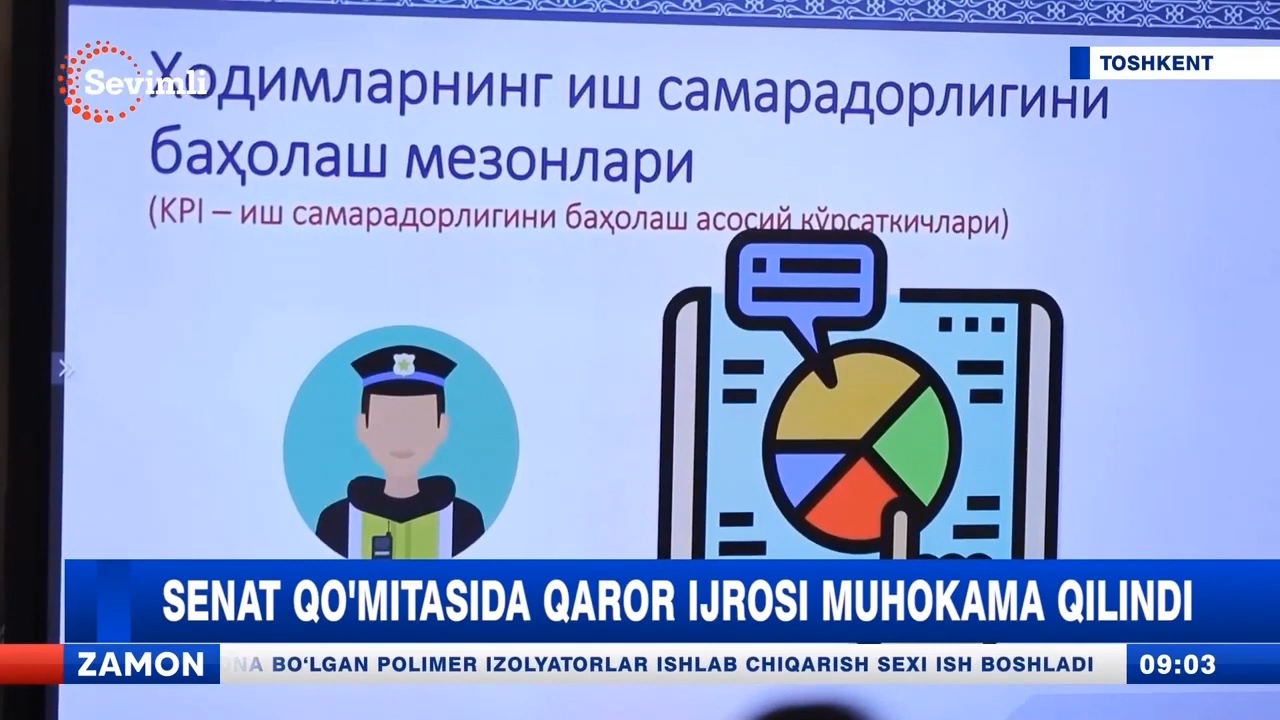 Sevimli
TOSHKENT
Ходимларнинг иш самарадорлигини
баҳолаш мезонлари
(KPI – иш самарадорлигини баҳолаш асосий кўрсаткичлари)
SENAT QO'MITASIDA QAROR IJROSI MUHOKAMA QILINDI
ZAMON
BO‘LGAN POLIMER IZOLYATORLAR ISHLAB CHIQARISH SEXI ISH BOSHLADI
09:03